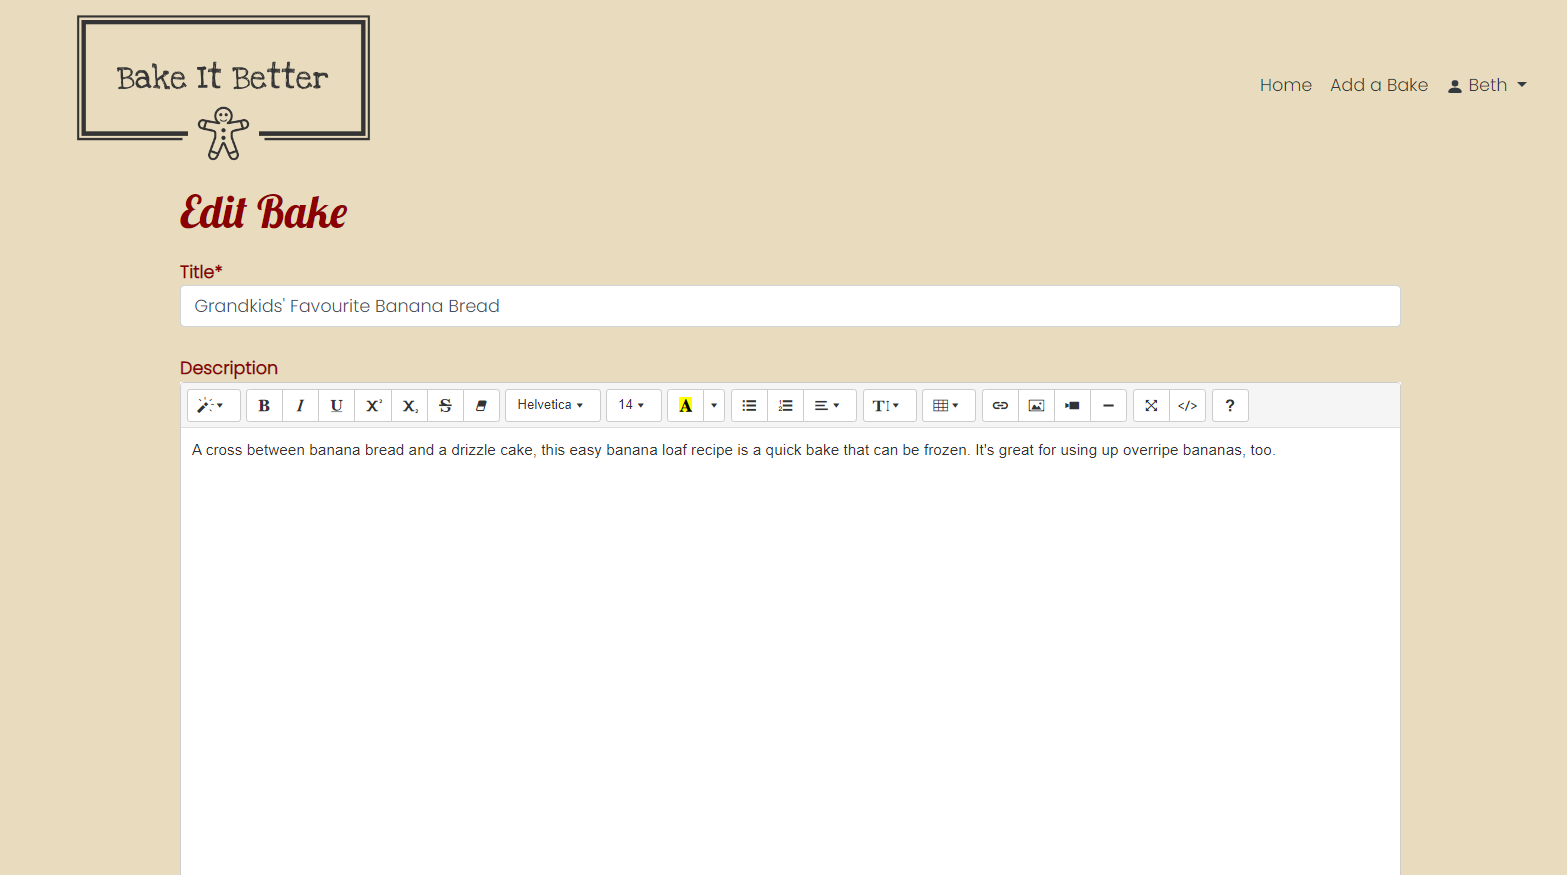 Bake It Better
Home Add a Bake Beth
Edit Bake
Title*
Grandkids' Favourite Banana Bread
Description
B I U X² X₂ S Helvetica 14 A T </> ?
A cross between banana bread and a drizzle cake, this easy banana loaf recipe is a quick bake that can be frozen. It's great for using up overripe bananas, too.